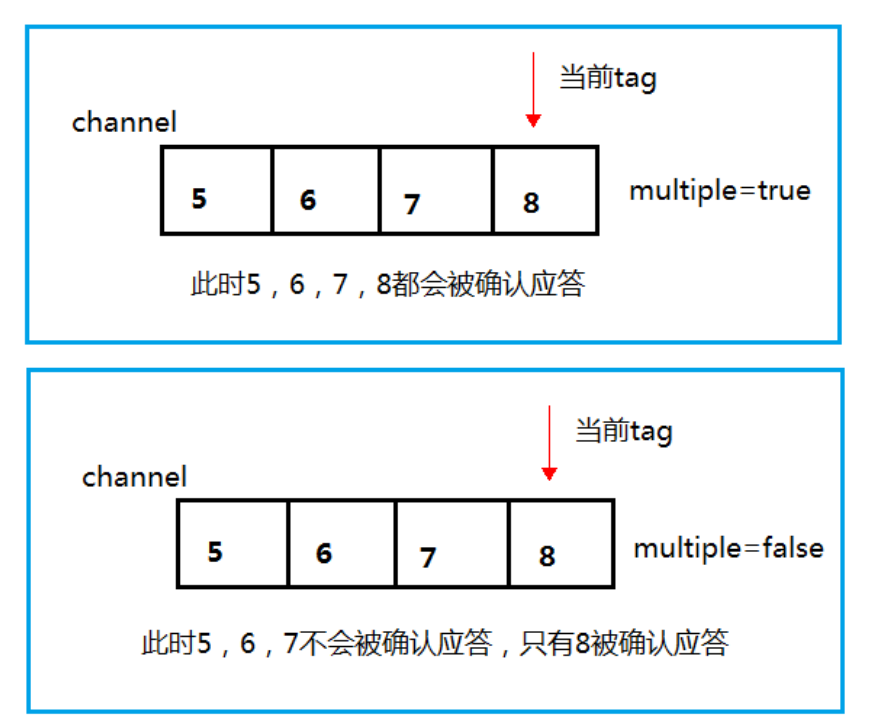 当前tag
channel
5 6 7 8 multiple=true
此时5，6，7，8都会被确认应答
当前tag
channel
5 6 7 8 multiple=false
此时5，6，7不会被确认应答，只有8被确认应答